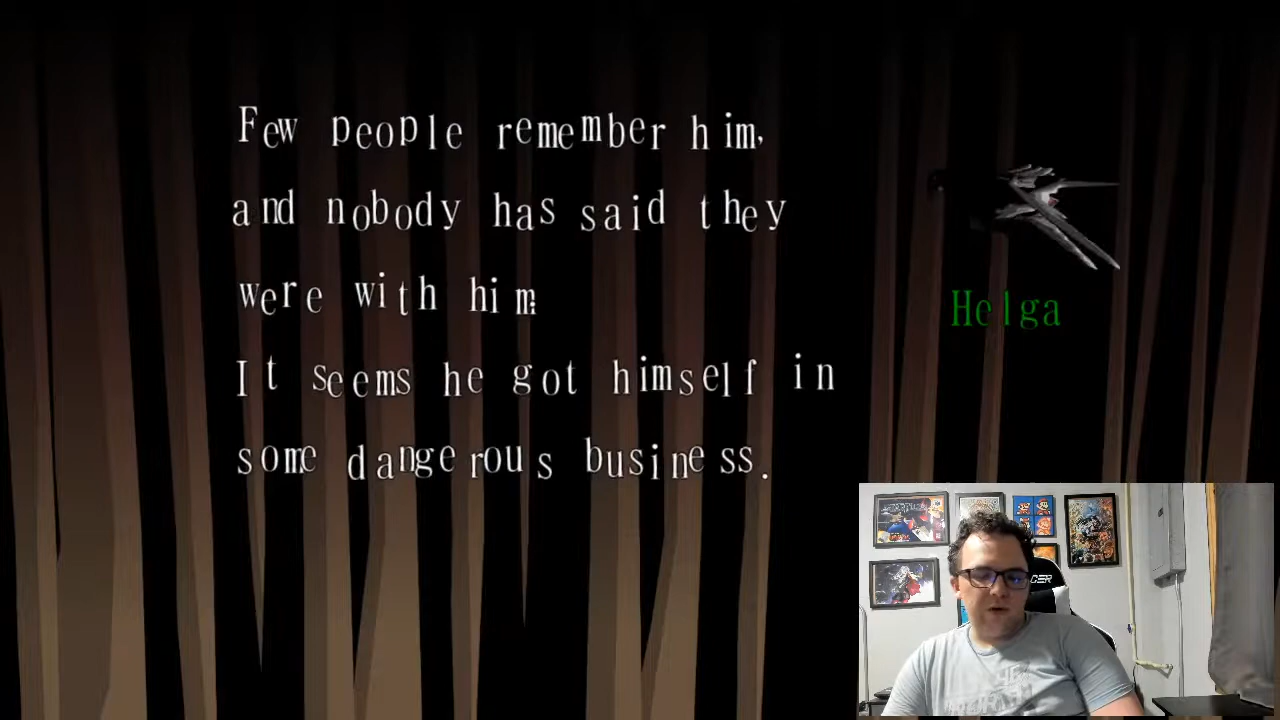 Few people remember him,
and nobody has said they
were with him.
It seems he got himself in
some dangerous business.
Helga